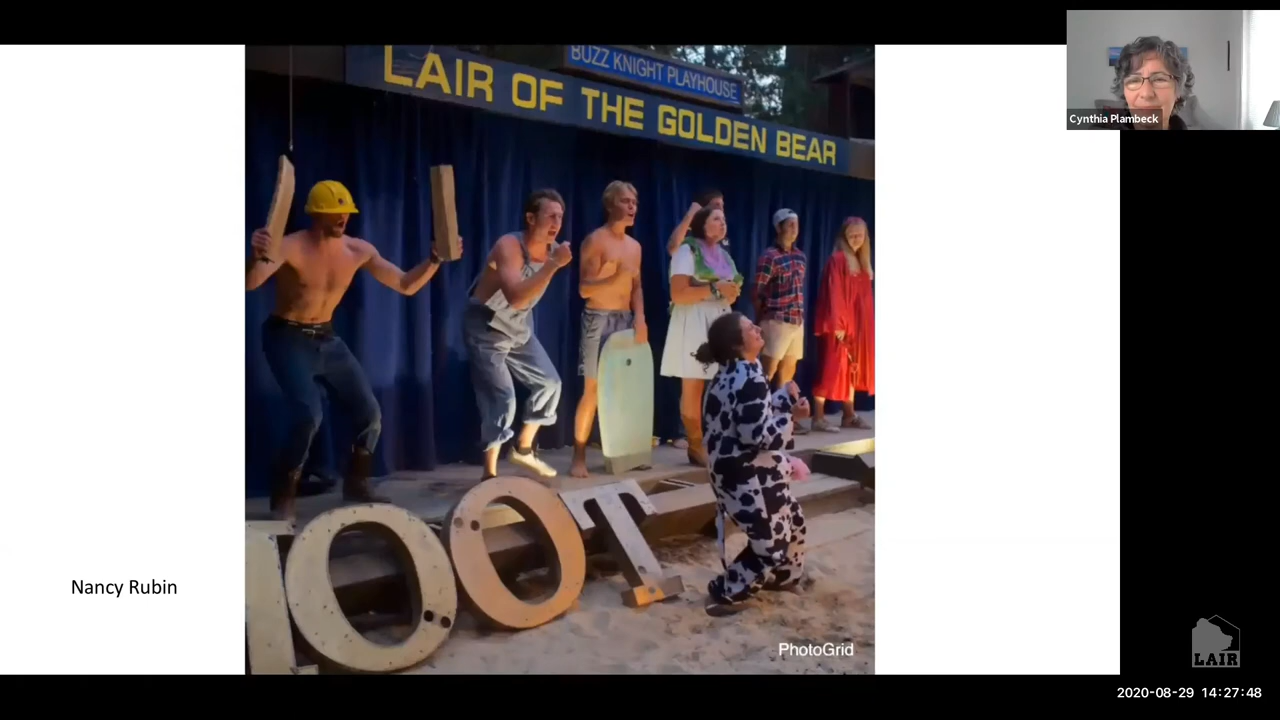 BUZZ KNIGHT PLAYHOUSE
LAIR OF THE GOLDEN BEAR
Cynthia Plambeck
OOT
Nancy Rubin
PhotoGrid
LAIR
2020-08-29 14:27:48